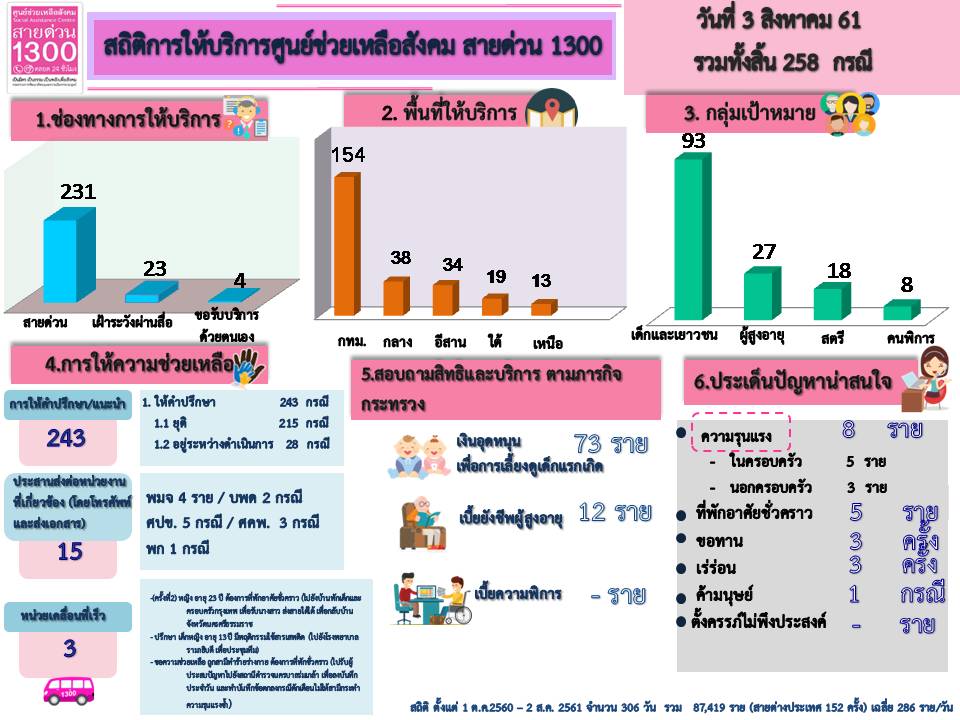 ศูนย์ช่วยเหลือสังคม
Social Assistance Center
สายด่วน
1300
ตลอด 24 ชั่วโมง
สถิติการให้บริการศูนย์ช่วยเหลือสังคม สายด่วน 1300
วันที่ 3 สิงหาคม 61
รวมทั้งสิ้น 258 กรณี
1.ช่องทางการให้บริการ
231
23
4
สายด่วน
เฝ้าระวังผ่านสื่อ
ขอรับบริการ
ด้วยตนเอง
2. พื้นที่ให้บริการ
154
38
34
19
13
กทม.
กลาง
อีสาน
ใต้
เหนือ
3. กลุ่มเป้าหมาย
93
27
18
8
เด็กและเยาวชน
ผู้สูงอายุ
สตรี
คนพิการ
4.การให้ความช่วยเหลือ
การให้คำปรึกษา/แนะนำ
243
1. ให้คำปรึกษา 243 กรณี
1.1 ยุติ 215 กรณี
1.2 อยู่ระหว่างดำเนินการ 28 กรณี
ประสานส่งต่อหน่วยงาน
ที่เกี่ยวข้อง (โดยโทรศัพท์
และส่งเอกสาร)
15
พมจ 4 ราย / บพด 2 กรณี
ศปช. 5 กรณี / ศคพ. 3 กรณี
พก 1 กรณี
หน่วยเคลื่อนที่เร็ว
3
1300
-(ครั้งที่2) หญิง อายุ 23 ปี ต้องการที่พักอาศัยชั่วคราว (ไปยังบ้านพักเด็กและ
ครอบครัวกรุงเทพ เพื่อรับนางสาว ส่งสายใต้ใต้ เพื่อกลับบ้าน
จังหวัดนครศรีธรรมราช
- ปรึกษา เด็กหญิง อายุ 13 ปี มีพฤติกรรมใช้สารเสพติด (ไปยังโรงพยาบาล
รามาธิบดี เพื่อประชุมทีม)
- ขอความช่วยเหลือ ถูกสามีทำร้ายร่างกาย ต้องการที่พักชั่วคราว (ไปรับผู้
ประสบปัญหาไปยังสถานีตำรวจนครบาลร่มเกล้า เพื่อลงบันทึก
ประจำวัน และทำบันทึกข้อตกลงกรณีตักเตือนไม่ให้สามีกระทำ
ความรุนแรงซ้ำ)
5.สอบถามสิทธิและบริการ ตามภารกิจ
กระทรวง
เงินอุดหนุน
เพื่อการเลี้ยงดูเด็กแรกเกิด
73 ราย
เบี้ยยังชีพผู้สูงอายุ 12 ราย
เบี้ยความพิการ - ราย
6.ประเด็นปัญหาน่าสนใจ
ความรุนแรง 8 ราย
- ในครอบครัว 5 ราย
- นอกครอบครัว 3 ราย
ที่พักอาศัยชั่วคราว 5 ราย
ขอทาน 3 ครั้ง
เร่ร่อน 3 ครั้ง
ค้ามนุษย์ 1 กรณี
ตั้งครรภ์ไม่พึงประสงค์ - ราย
สถิติ ตั้งแต่ 1 ต.ค.2560 – 2 ส.ค. 2561 จำนวน 306 วัน รวม 87,419 ราย (สายต่างประเทศ 152 ครั้ง) เฉลี่ย 286 ราย/วัน